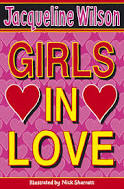 Jacqueline Wilson
GIRLS
IN
LOVE
Illustrated by Nick Sharratt